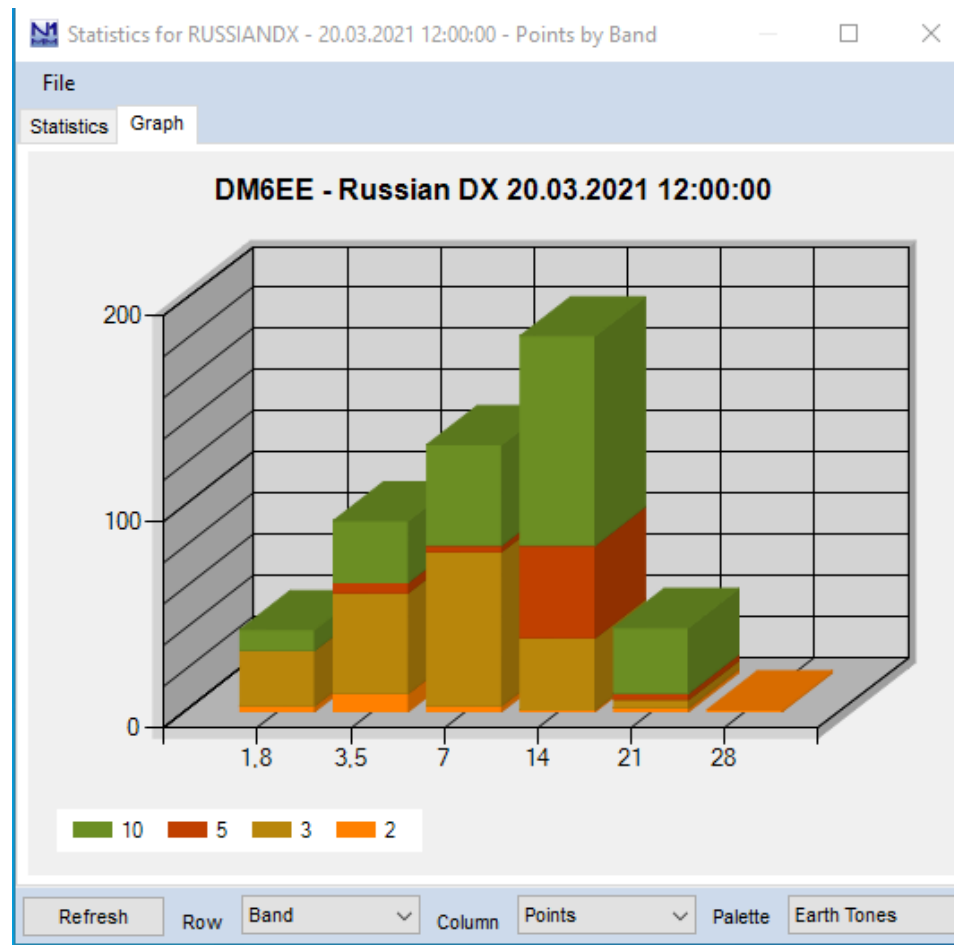 N1 Statistics for RUSSIANDX - 20.03.2021 12:00:00 - Points by Band
File
Statistics Graph
DM6EE - Russian DX 20.03.2021 12:00:00
200
100
0
1,8 3,5 7 14 21 28
10 5 3 2
Refresh Row Band Column Points Palette Earth Tones